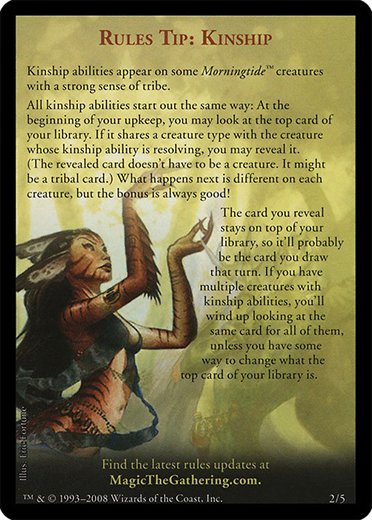 RULES TIP: KINSHIP
Kinship abilities appear on some Morningtide™ creatures
with a strong sense of tribe.
All kinship abilities start out the same way: At the
beginning of your upkeep, you may look at the top card of
your library. If it shares a creature type with the creature
whose kinship ability is resolving, you may reveal it.
(The revealed card doesn't have to be a creature. It might
be a tribal card.) What happens next is different on each
creature, but the bonus is always good!
The card you reveal
stays on top of your
library, so it'll probably
be the card you draw
that turn. If you have
multiple creatures with
kinship abilities, you'll
wind up looking at the
same card for all of them,
unless you have some
way to change what the
top card of your library is.
Illus. Eric Fortune
Find the latest rules updates at
MagicTheGathering.com.
™ & © 1993–2008 Wizards of the Coast, Inc.
2/5